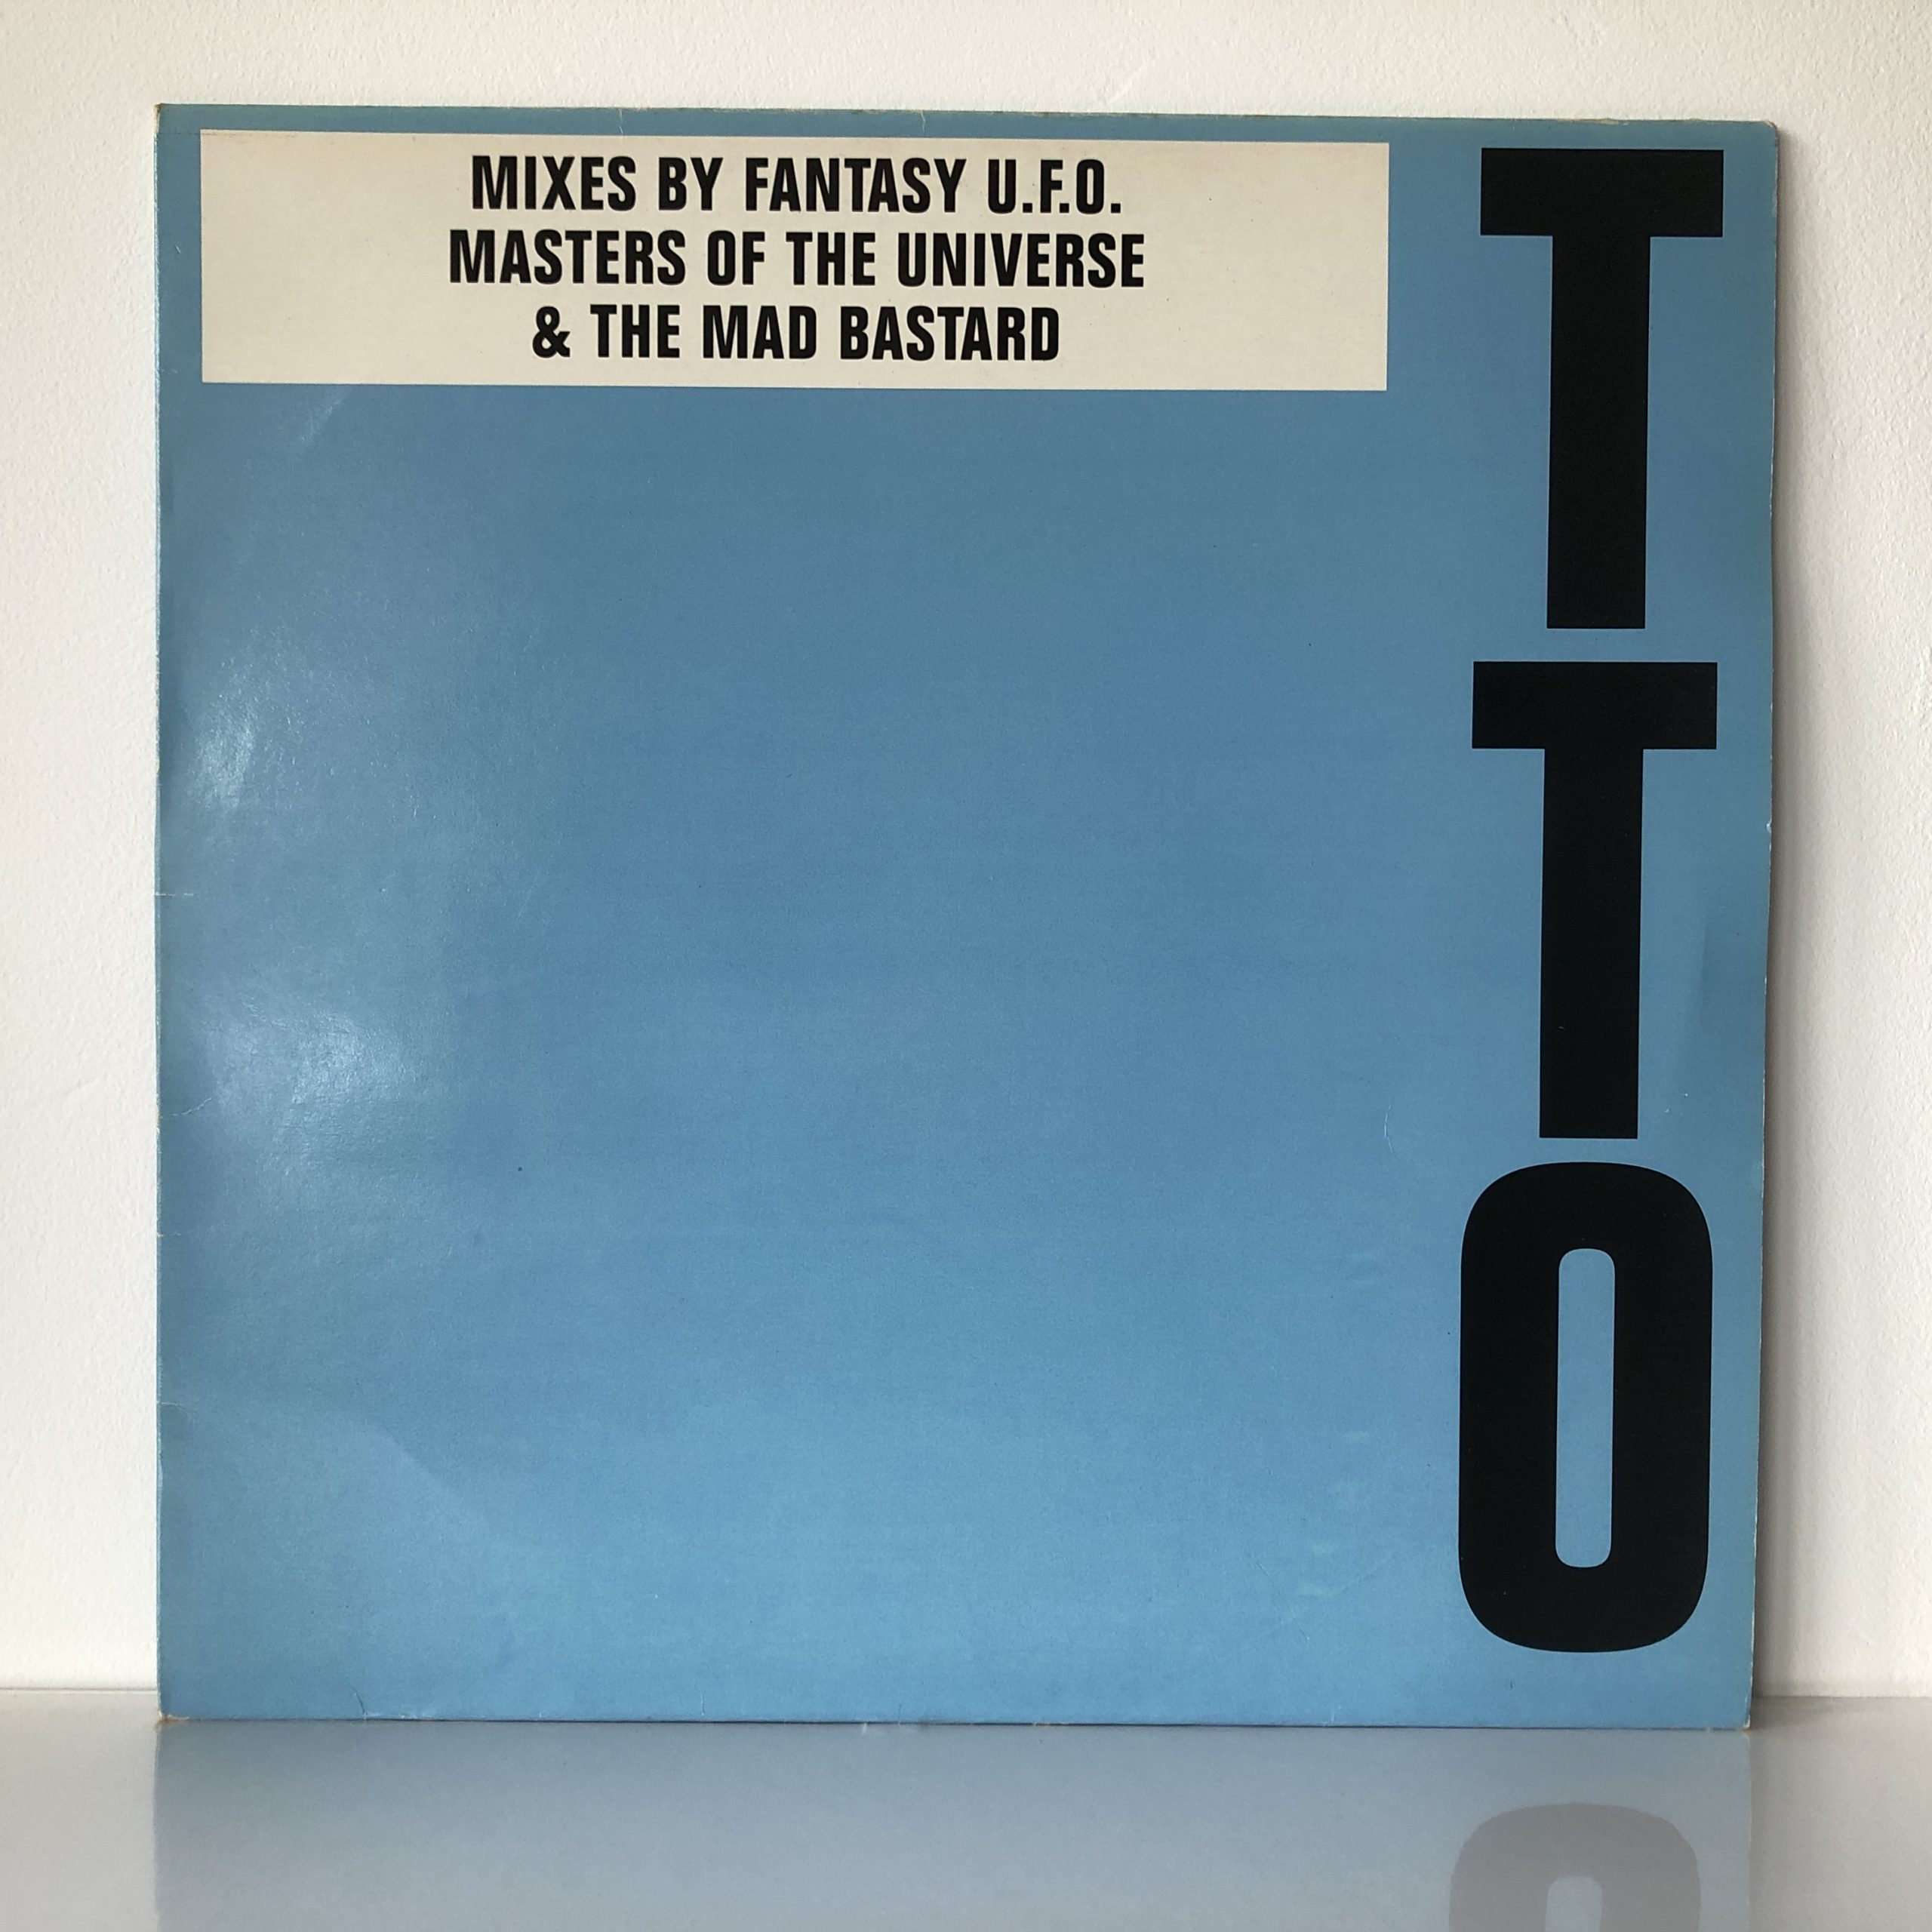 MIXES BY FANTASY U.F.O.
MASTERS OF THE UNIVERSE
& THE MAD BASTARD
TTO